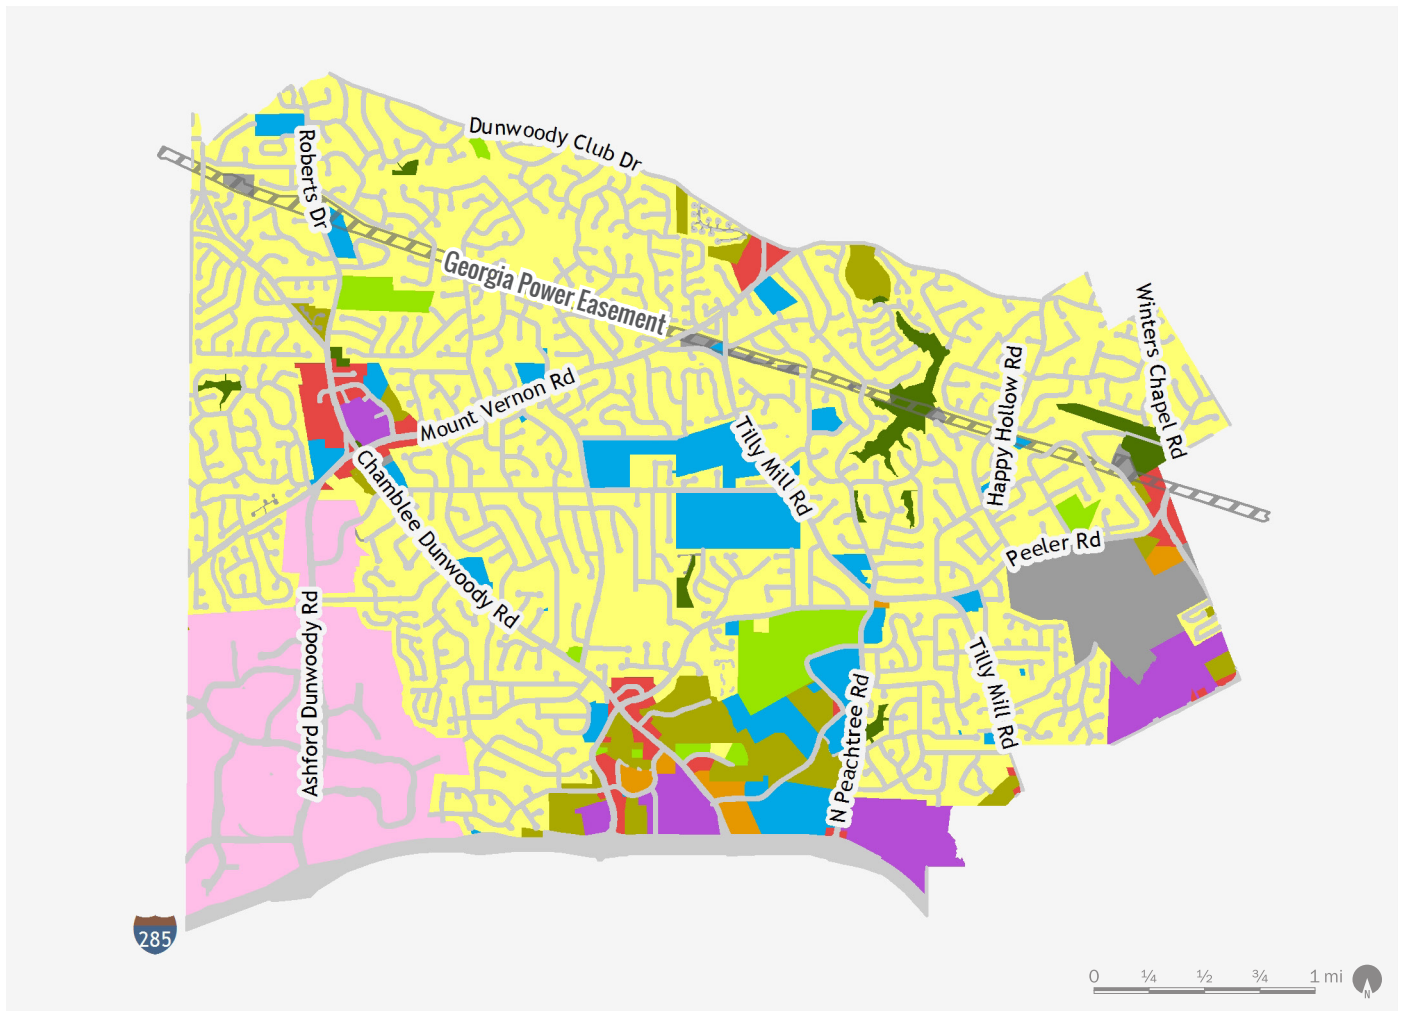 Dunwoody Club Dr
Roberts Dr
Georgia Power Easement
Winters Chapel Rd
Happy Hollow Rd
Mount Vernon Rd
Tilly Mill Rd
Chamblee Dunwoody Rd
Peeler Rd
Ashford Dunwoody Rd
Tilly Mill Rd
N Peachtree Rd
285
0 ¼ ½ ¾ 1 mi
N